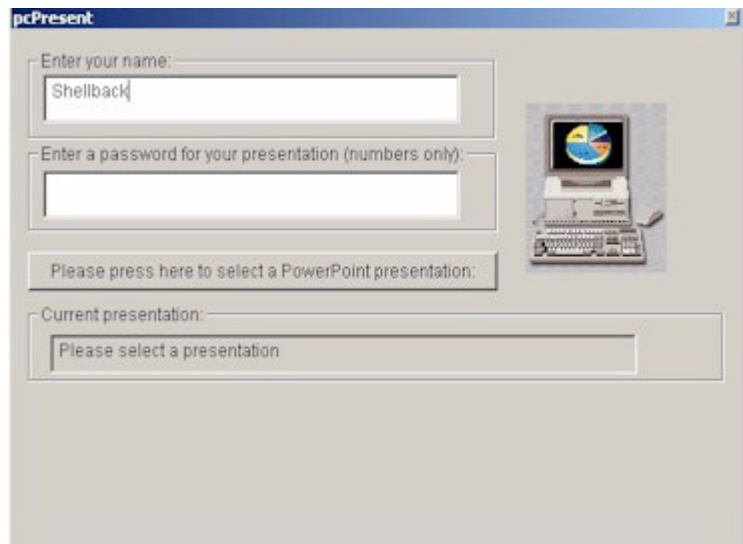 pcPresent
Enter your name:
Shellback
Enter a password for your presentation (numbers only):
Please press here to select a PowerPoint presentation:
Current presentation:
Please select a presentation